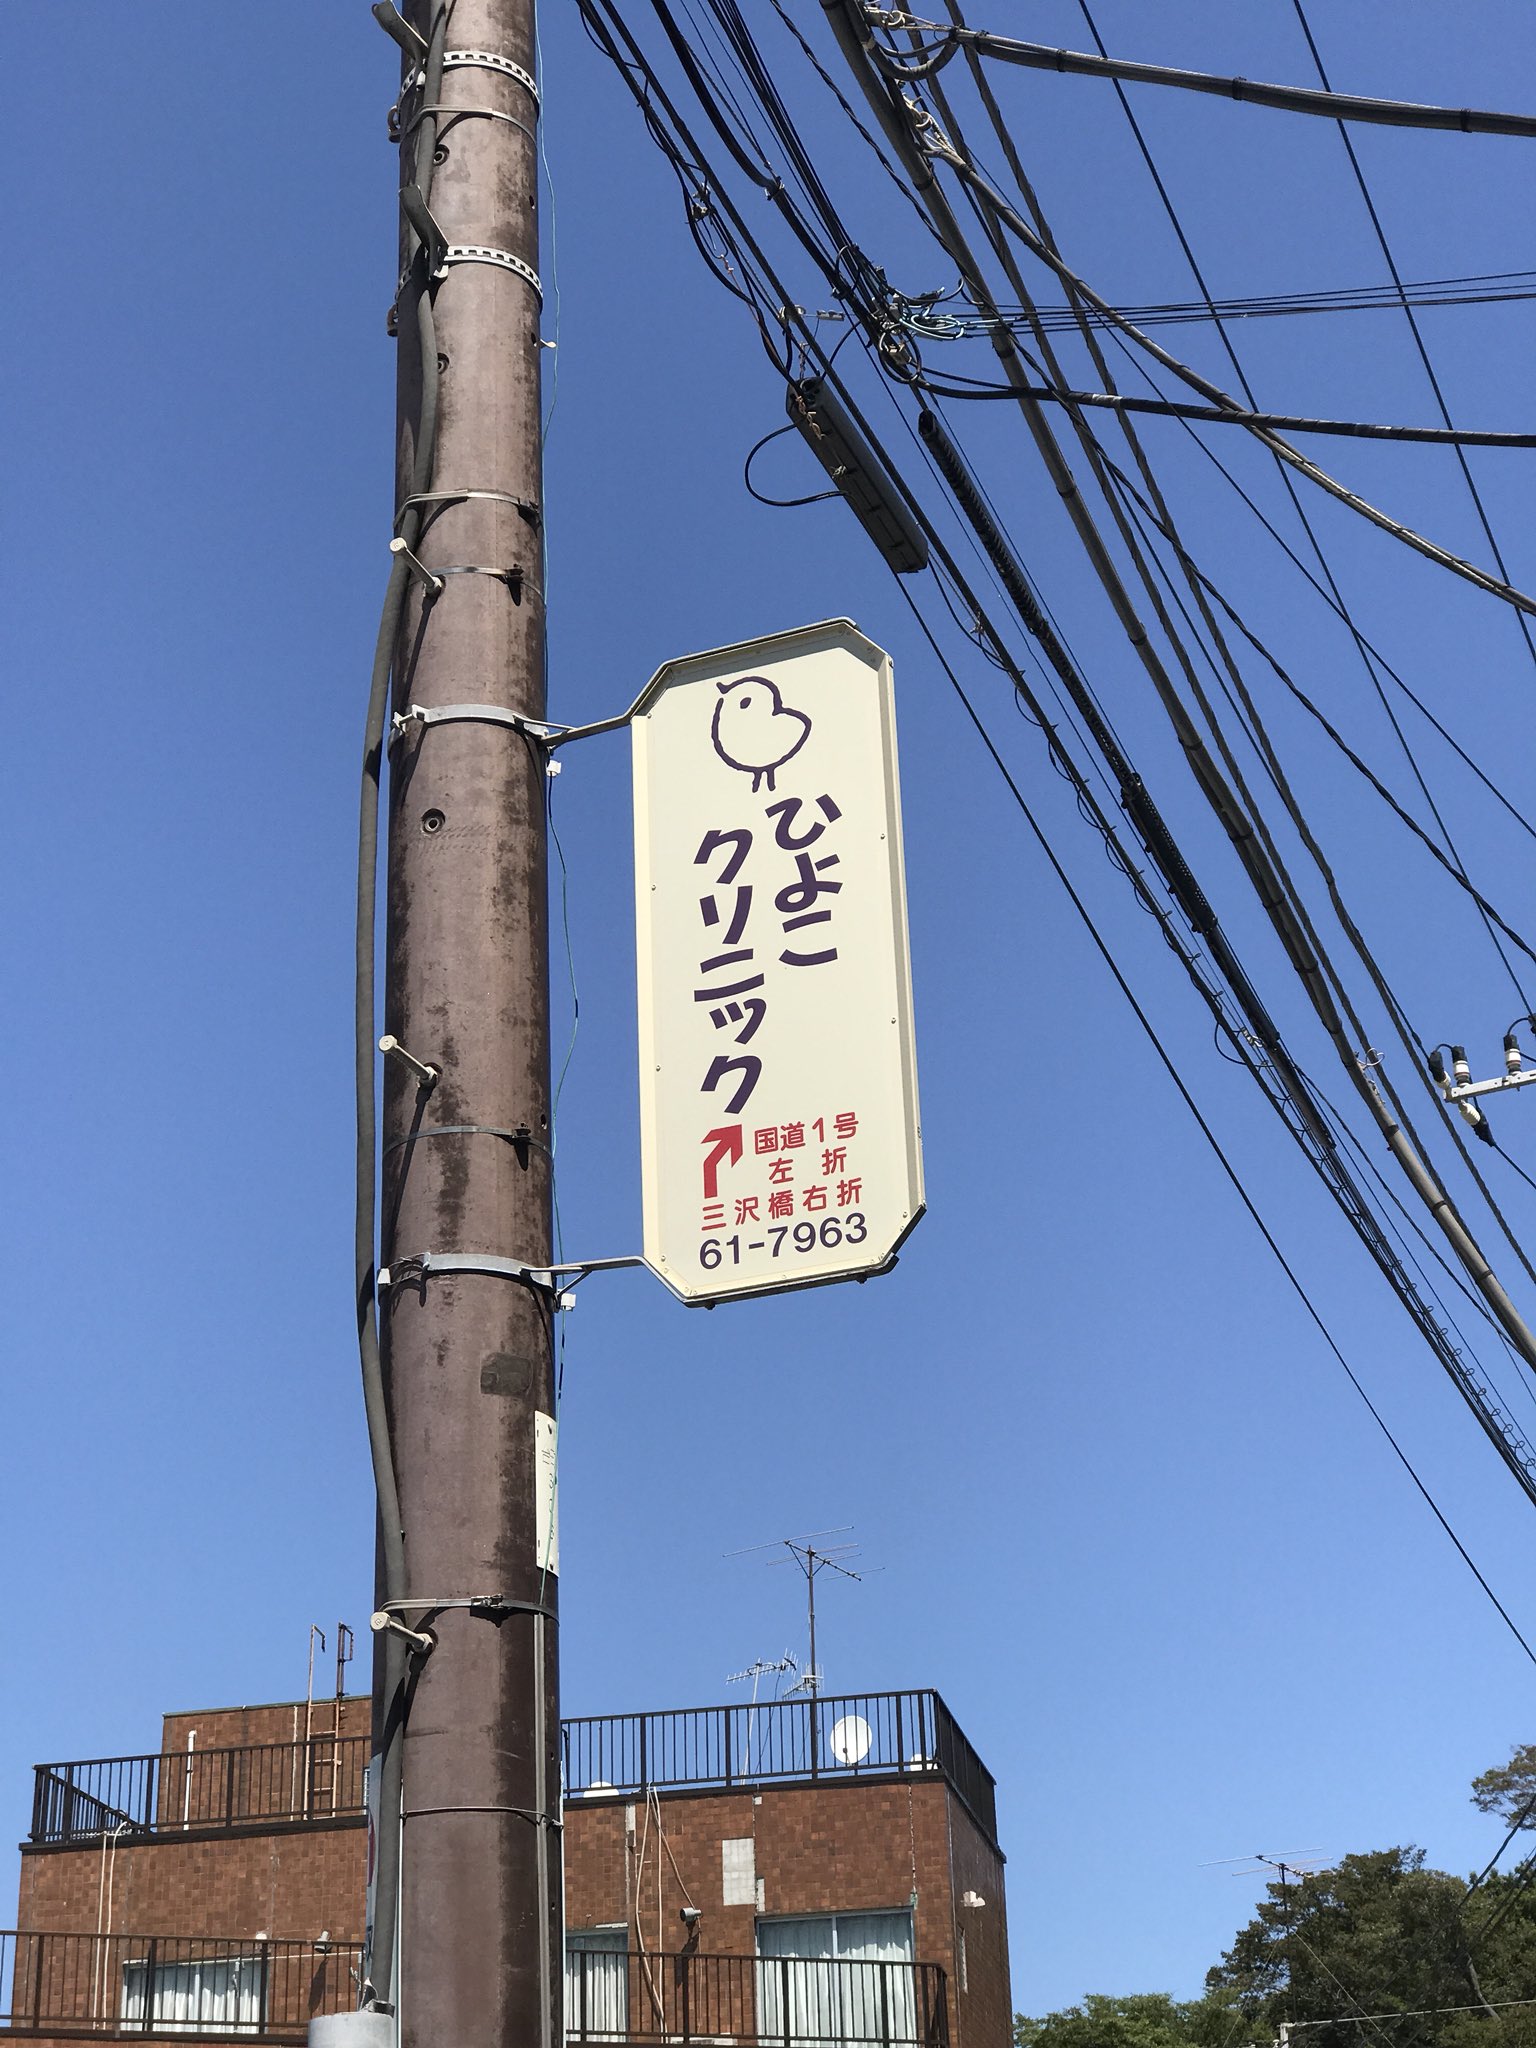 ひよこ
クリニック
国道1号
左折
三沢橋右折
61-7963